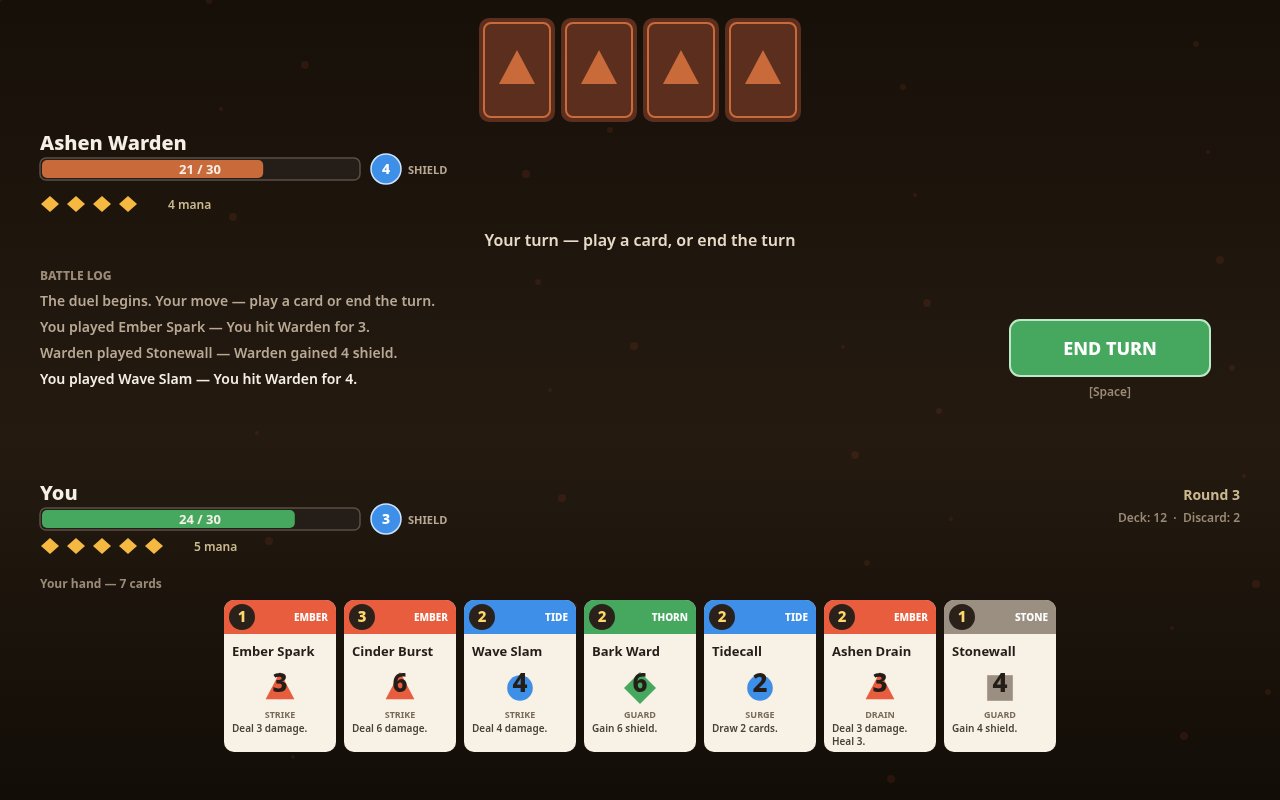 Ashen Warden
21 / 30
4
SHIELD
4 mana
Your turn — play a card, or end the turn
BATTLE LOG
The duel begins. Your move — play a card or end the turn.
You played Ember Spark — You hit Warden for 3.
Warden played Stonewall — Warden gained 4 shield.
You played Wave Slam — You hit Warden for 4.
END TURN
[Space]
You
24 / 30
3
SHIELD
5 mana
Round 3
Deck: 12 · Discard: 2
Your hand — 7 cards
1
EMBER
Ember Spark
3
STRIKE
Deal 3 damage.
3
EMBER
Cinder Burst
6
STRIKE
Deal 6 damage.
2
TIDE
Wave Slam
4
STRIKE
Deal 4 damage.
2
THORN
Bark Ward
6
GUARD
Gain 6 shield.
2
TIDE
Tidecall
2
SURGE
Draw 2 cards.
2
EMBER
Ashen Drain
3
DRAIN
Deal 3 damage.
Heal 3.
1
STONE
Stonewall
4
GUARD
Gain 4 shield.